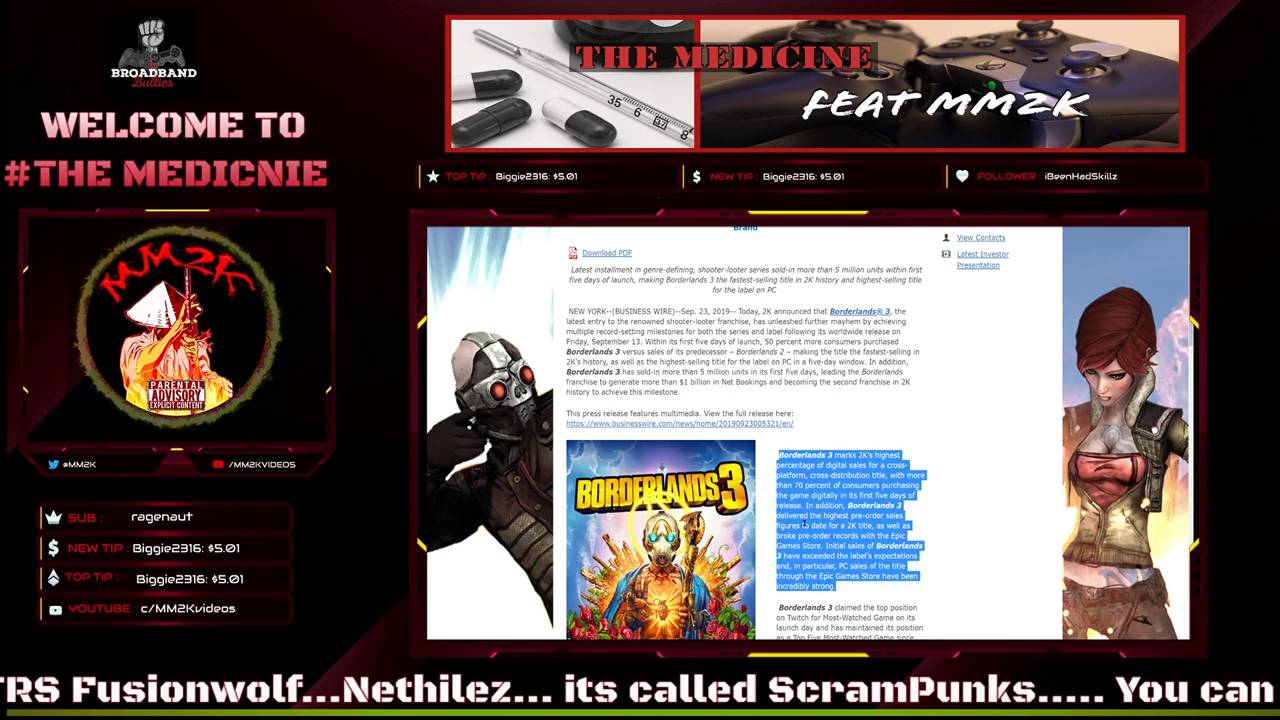 BROADBAND
Bullies
WELCOME TO
#THE MEDICNIE
THE MEDICINE
FEAT MM2K
35 6 37 8
TOP TIP : Biggie2316: $5.01
NEW TIP : Biggie2316: $5.01
FOLLOWER : iBeenHadSkillz
MM2K
PARENTAL
ADVISORY
EXPLICIT CONTENT
@MM2K
/MM2KVIDEOS
SUB : ragenaut
NEW TIP : Biggie2316: $5.01
TOP TIP : Biggie2316: $5.01
YOUTUBE c/MM2Kvideos
Brand
Download PDF
View Contacts
Latest Investor
Presentation
Latest installment in genre-defining, shooter-looter series sold-in more than 5 million units within first
five days of launch, making Borderlands 3 the fastest-selling title in 2K history and highest-selling title
for the label on PC
NEW YORK--(BUSINESS WIRE)--Sep. 23, 2019-- Today, 2K announced that Borderlands® 3, the
latest entry to the renowned shooter-looter franchise, has unleashed further mayhem by achieving
multiple record-setting milestones for both the series and label following its worldwide release on
Friday, September 13. Within its first five days of launch, 50 percent more consumers purchased
Borderlands 3 versus sales of its predecessor – Borderlands 2 – making the title the fastest-selling in
2K's history, as well as the highest-selling title for the label on PC in a five-day window. In addition,
Borderlands 3 has sold-in more than 5 million units in its first five days, leading the Borderlands
franchise to generate more than $1 billion in Net Bookings and becoming the second franchise in 2K
history to achieve this milestone.
This press release features multimedia. View the full release here:
https://www.businesswire.com/news/home/20190923005321/en/
BORDERLANDS 3
Borderlands 3 marks 2K's highest
percentage of digital sales for a cross-
platform, cross-distribution title, with more
than 70 percent of consumers purchasing
the game digitally in its first five days of
release. In addition, Borderlands 3
delivered the highest pre-order sales
figures to date for a 2K title, as well as
broke pre-order records with the Epic
Games Store. Initial sales of Borderlands
3 have exceeded the label's expectations
and, in particular, PC sales of the title
through the Epic Games Store have been
incredibly strong.
Borderlands 3 claimed the top position
on Twitch for Most-Watched Game on its
launch day and has maintained its position
as a Top Five Most-Watched Game since
TRS Fusionwolf...Nethilez... its called ScramPunks..... You can